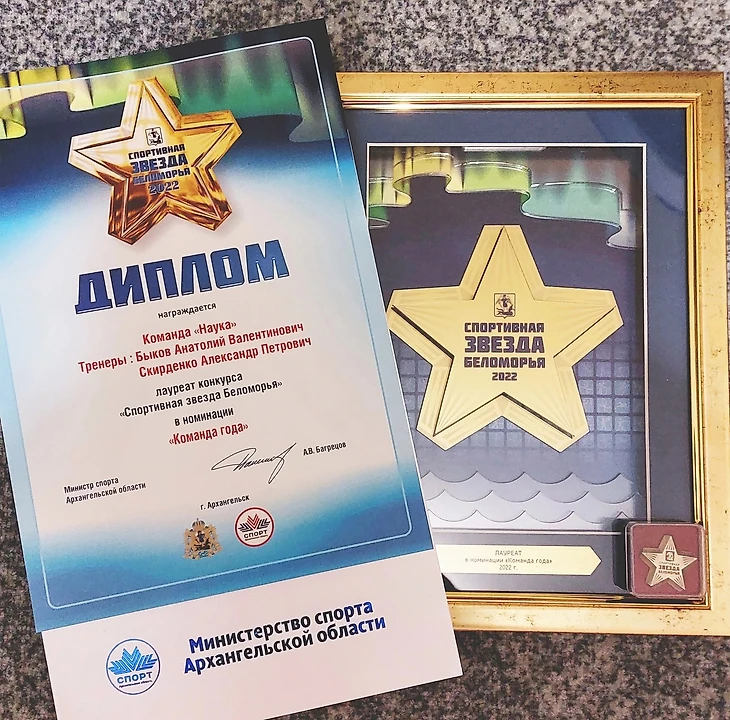 СПОРТИВНАЯ
ЗВЕЗДА
БЕЛОМОРЬЯ
2022
ДИПЛОМ
награждается
Команда «Наука»
Тренеры : Быков Анатолий Валентинович
Скирденко Александр Петрович
лауреат конкурса
«Спортивная звезда Беломорья»
в номинации
«Команда года»
Министр спорта
Архангельской области
А.В. Багрецов
г. Архангельск
СПОРТ
Министерство спорта
Архангельской области
СПОРТ
СПОРТИВНАЯ
ЗВЕЗДА
БЕЛОМОРЬЯ
2022
ЛАУРЕАТ
в номинации «Команда года»
2022 г.
ЗВЕЗДА